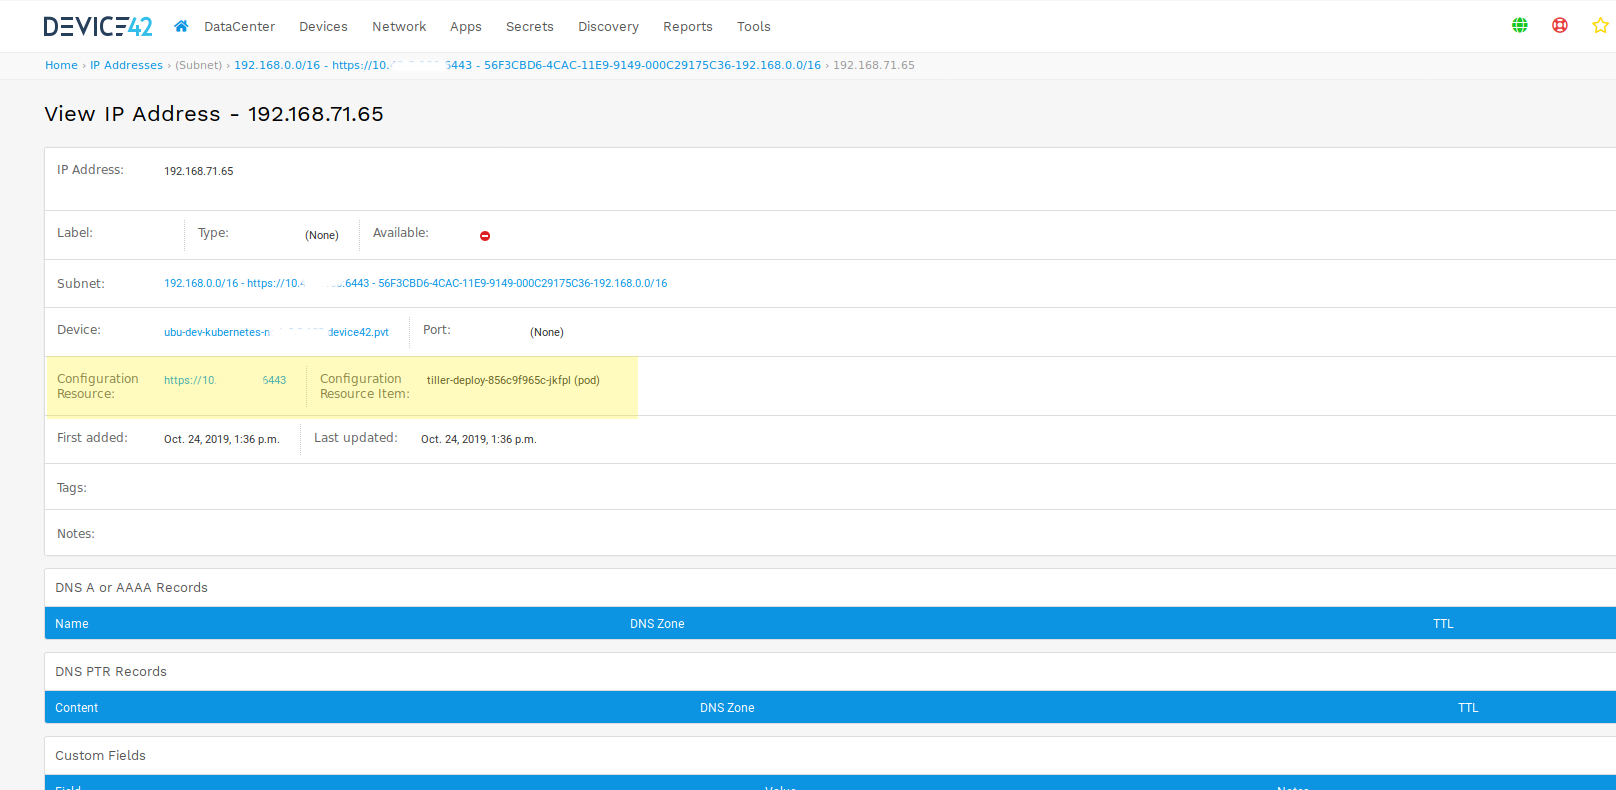 DEVICE42 DataCenter Devices Network Apps Secrets Discovery Reports Tools
Home › IP Addresses › (Subnet) › 192.168.0.0/16 - https://10. 6443 - 56F3CBD6-4CAC-11E9-9149-000C29175C36-192.168.0.0/16 › 192.168.71.65
View IP Address - 192.168.71.65
IP Address: 192.168.71.65
Label: Type: (None) Available:
Subnet: 192.168.0.0/16 - https://10. :6443 - 56F3CBD6-4CAC-11E9-9149-000C29175C36-192.168.0.0/16
Device: ubu-dev-kubernetes- device42.pvt Port: (None)
Configuration Resource: https://10. 6443 Configuration Resource Item: tiller-deploy-856c9f965c-jkfpl (pod)
First added: Oct. 24, 2019, 1:36 p.m. Last updated: Oct. 24, 2019, 1:36 p.m.
Tags:
Notes:
DNS A or AAAA Records
Name DNS Zone TTL
DNS PTR Records
Content DNS Zone TTL
Custom Fields
Field Value Notes